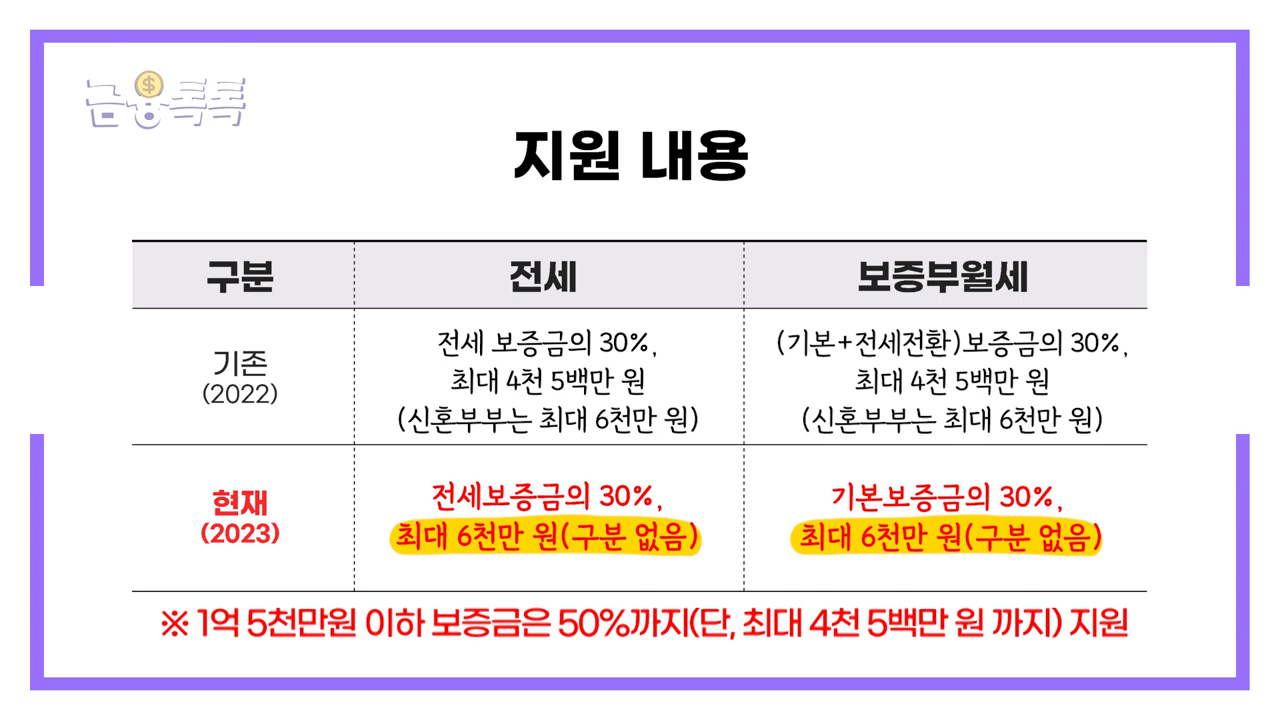 금융톡톡
지원 내용
구분
전세
보증부월세
기존
(2022)
전세 보증금의 30%,
최대 4천 5백만 원
(신혼부부는 최대 6천만 원)
(기본+전세전환)보증금의 30%,
최대 4천 5백만 원
(신혼부부는 최대 6천만 원)
현재
(2023)
전세보증금의 30%,
최대 6천만 원(구분 없음)
기본보증금의 30%,
최대 6천만 원(구분 없음)
※ 1억 5천만원 이하 보증금은 50%까지(단, 최대 4천 5백만 원 까지) 지원